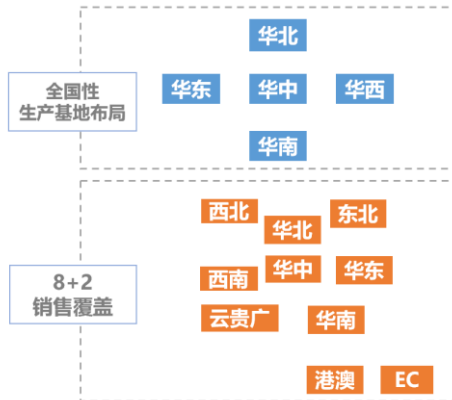 华北
全国性
生产基地布局
华东 华中 华西
华南
西北 东北
华北
8+2
销售覆盖
西南 华中 华东
云贵广 华南
港澳 EC